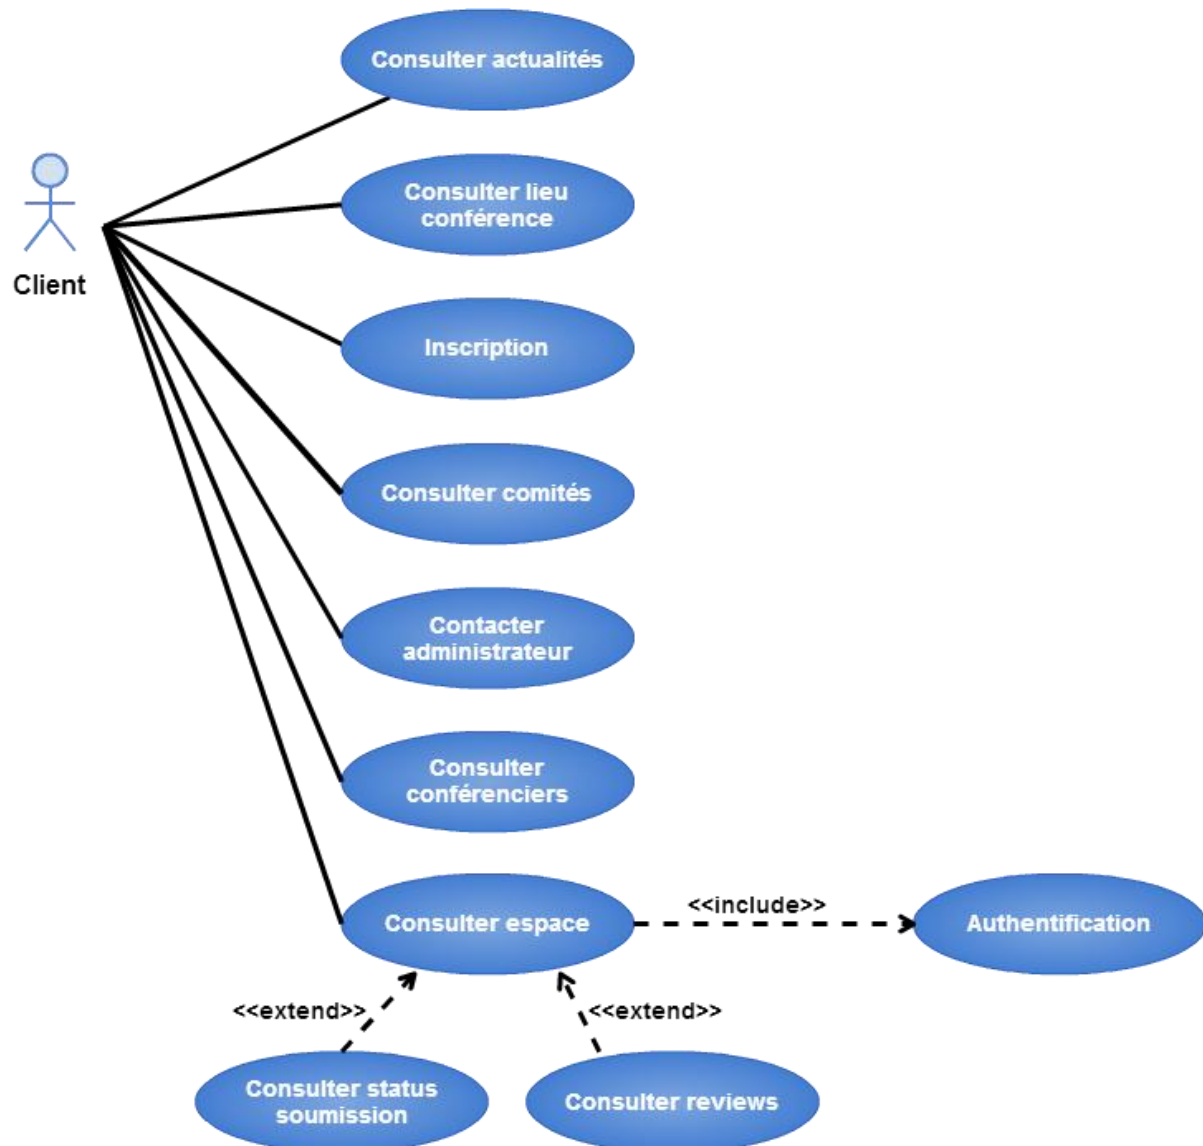 Consulter actualités
Consulter lieu
conférence
Client
Inscription
Consulter comités
Contacter
administrateur
Consulter
conférenciers
Consulter espace
<<include>>
Authentification
<<extend>>
<<extend>>
Consulter status
soumission
Consulter reviews